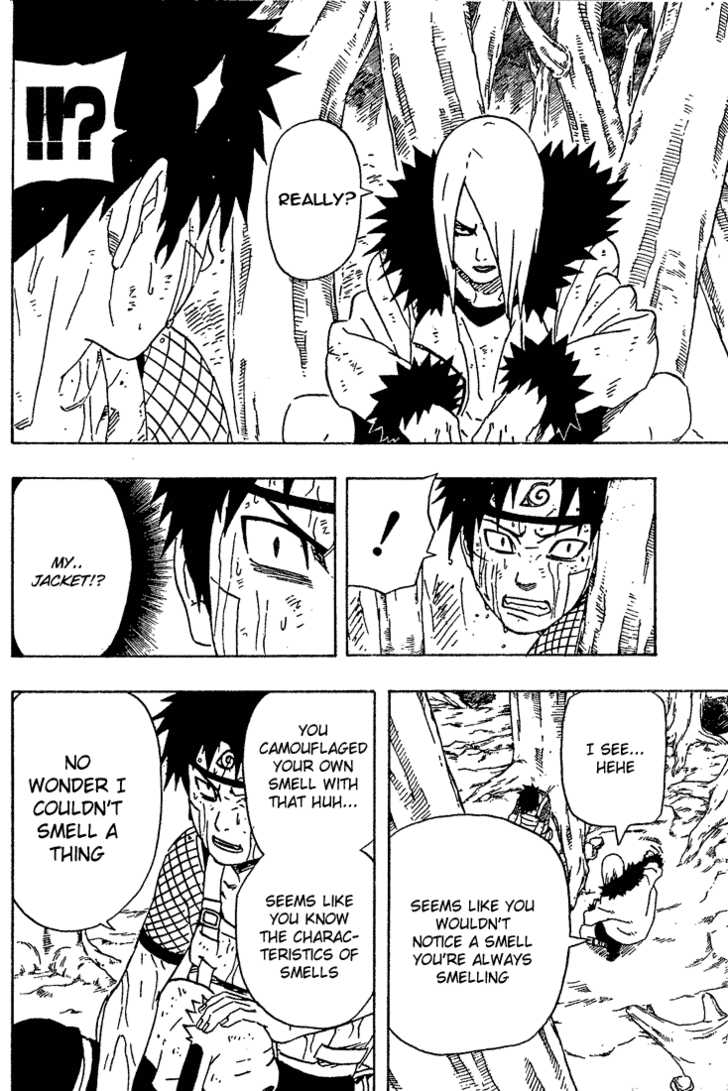 REALLY?
!!?
!
MY..
JACKET!?
I SEE...
HEHE
SEEMS LIKE YOU
WOULDN'T
NOTICE A SMELL
YOU'RE ALWAYS
SMELLING
YOU
CAMOUFLAGED
YOUR OWN
SMELL WITH
THAT HUH...
SEEMS LIKE
YOU KNOW
THE CHARAC-
TERISTICS OF
SMELLS
NO
WONDER I
COULDN'T
SMELL A
THING